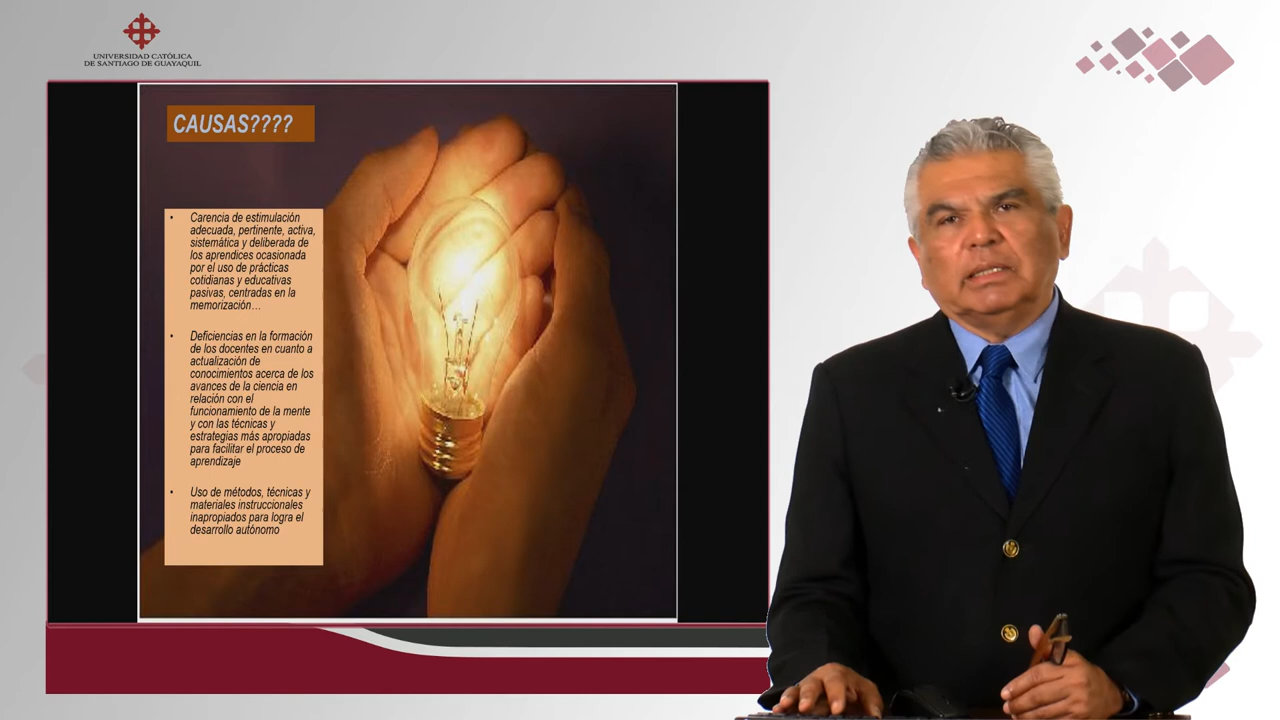 UNIVERSIDAD CATÓLICA
DE SANTIAGO DE GUAYAQUIL
CAUSAS????
• Carencia de estimulación
adecuada, pertinente, activa,
sistemática y deliberada de
los aprendices ocasionada
por el uso de prácticas
cotidianas y educativas
pasivas, centradas en la
memorización…
• Deficiencias en la formación
de los docentes en cuanto a
actualización de
conocimientos acerca de los
avances de la ciencia en
relación con el
funcionamiento de la mente
y con las técnicas y
estrategias más apropiadas
para facilitar el proceso de
aprendizaje
• Uso de métodos, técnicas y
materiales instruccionales
inapropiados para logra el
desarrollo autónomo